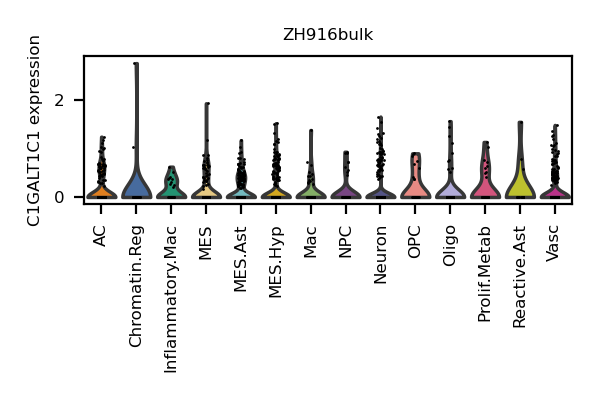 ZH916bulk
C1GALT1C1 expression
2
0
AC
Chromatin.Reg
Inflammatory.Mac
MES
MES.Ast
MES.Hyp
Mac
NPC
Neuron
OPC
Oligo
Prolif.Metab
Reactive.Ast
Vasc